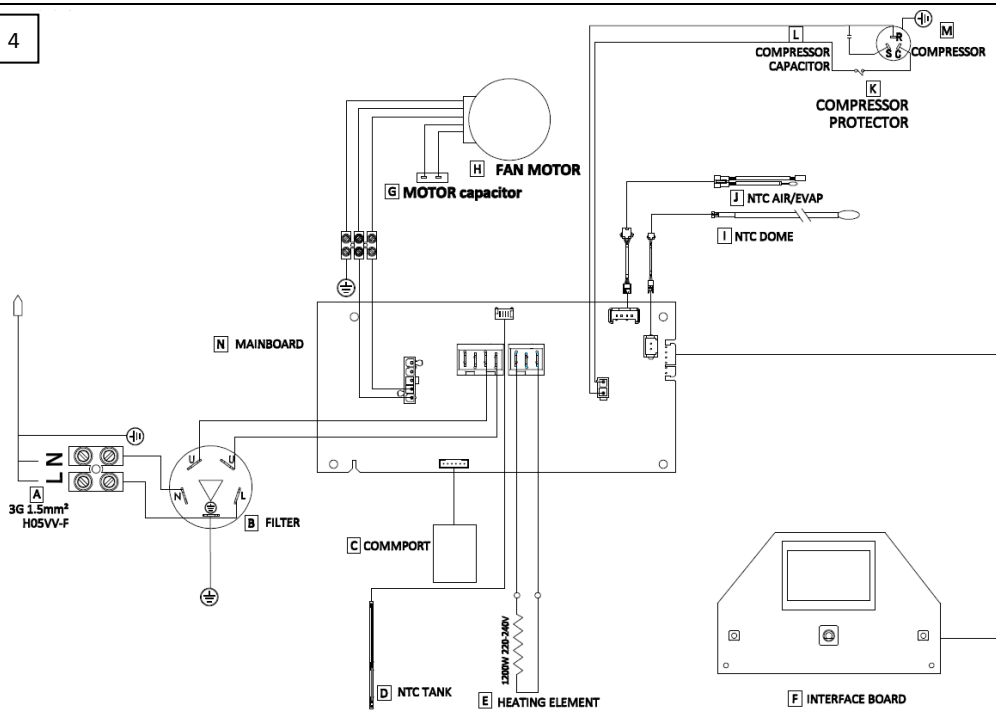 4
L
COMPRESSOR
CAPACITOR
R
S C
M
COMPRESSOR
K
COMPRESSOR
PROTECTOR
H FAN MOTOR
G MOTOR capacitor
J NTC AIR/EVAP
I NTC DOME
N MAINBOARD
N
L
A
3G 1.5mm²
H05VV-F
U U
N L
B FILTER
C COMMPORT
D NTC TANK
1200W 220-240V
E HEATING ELEMENT
F INTERFACE BOARD